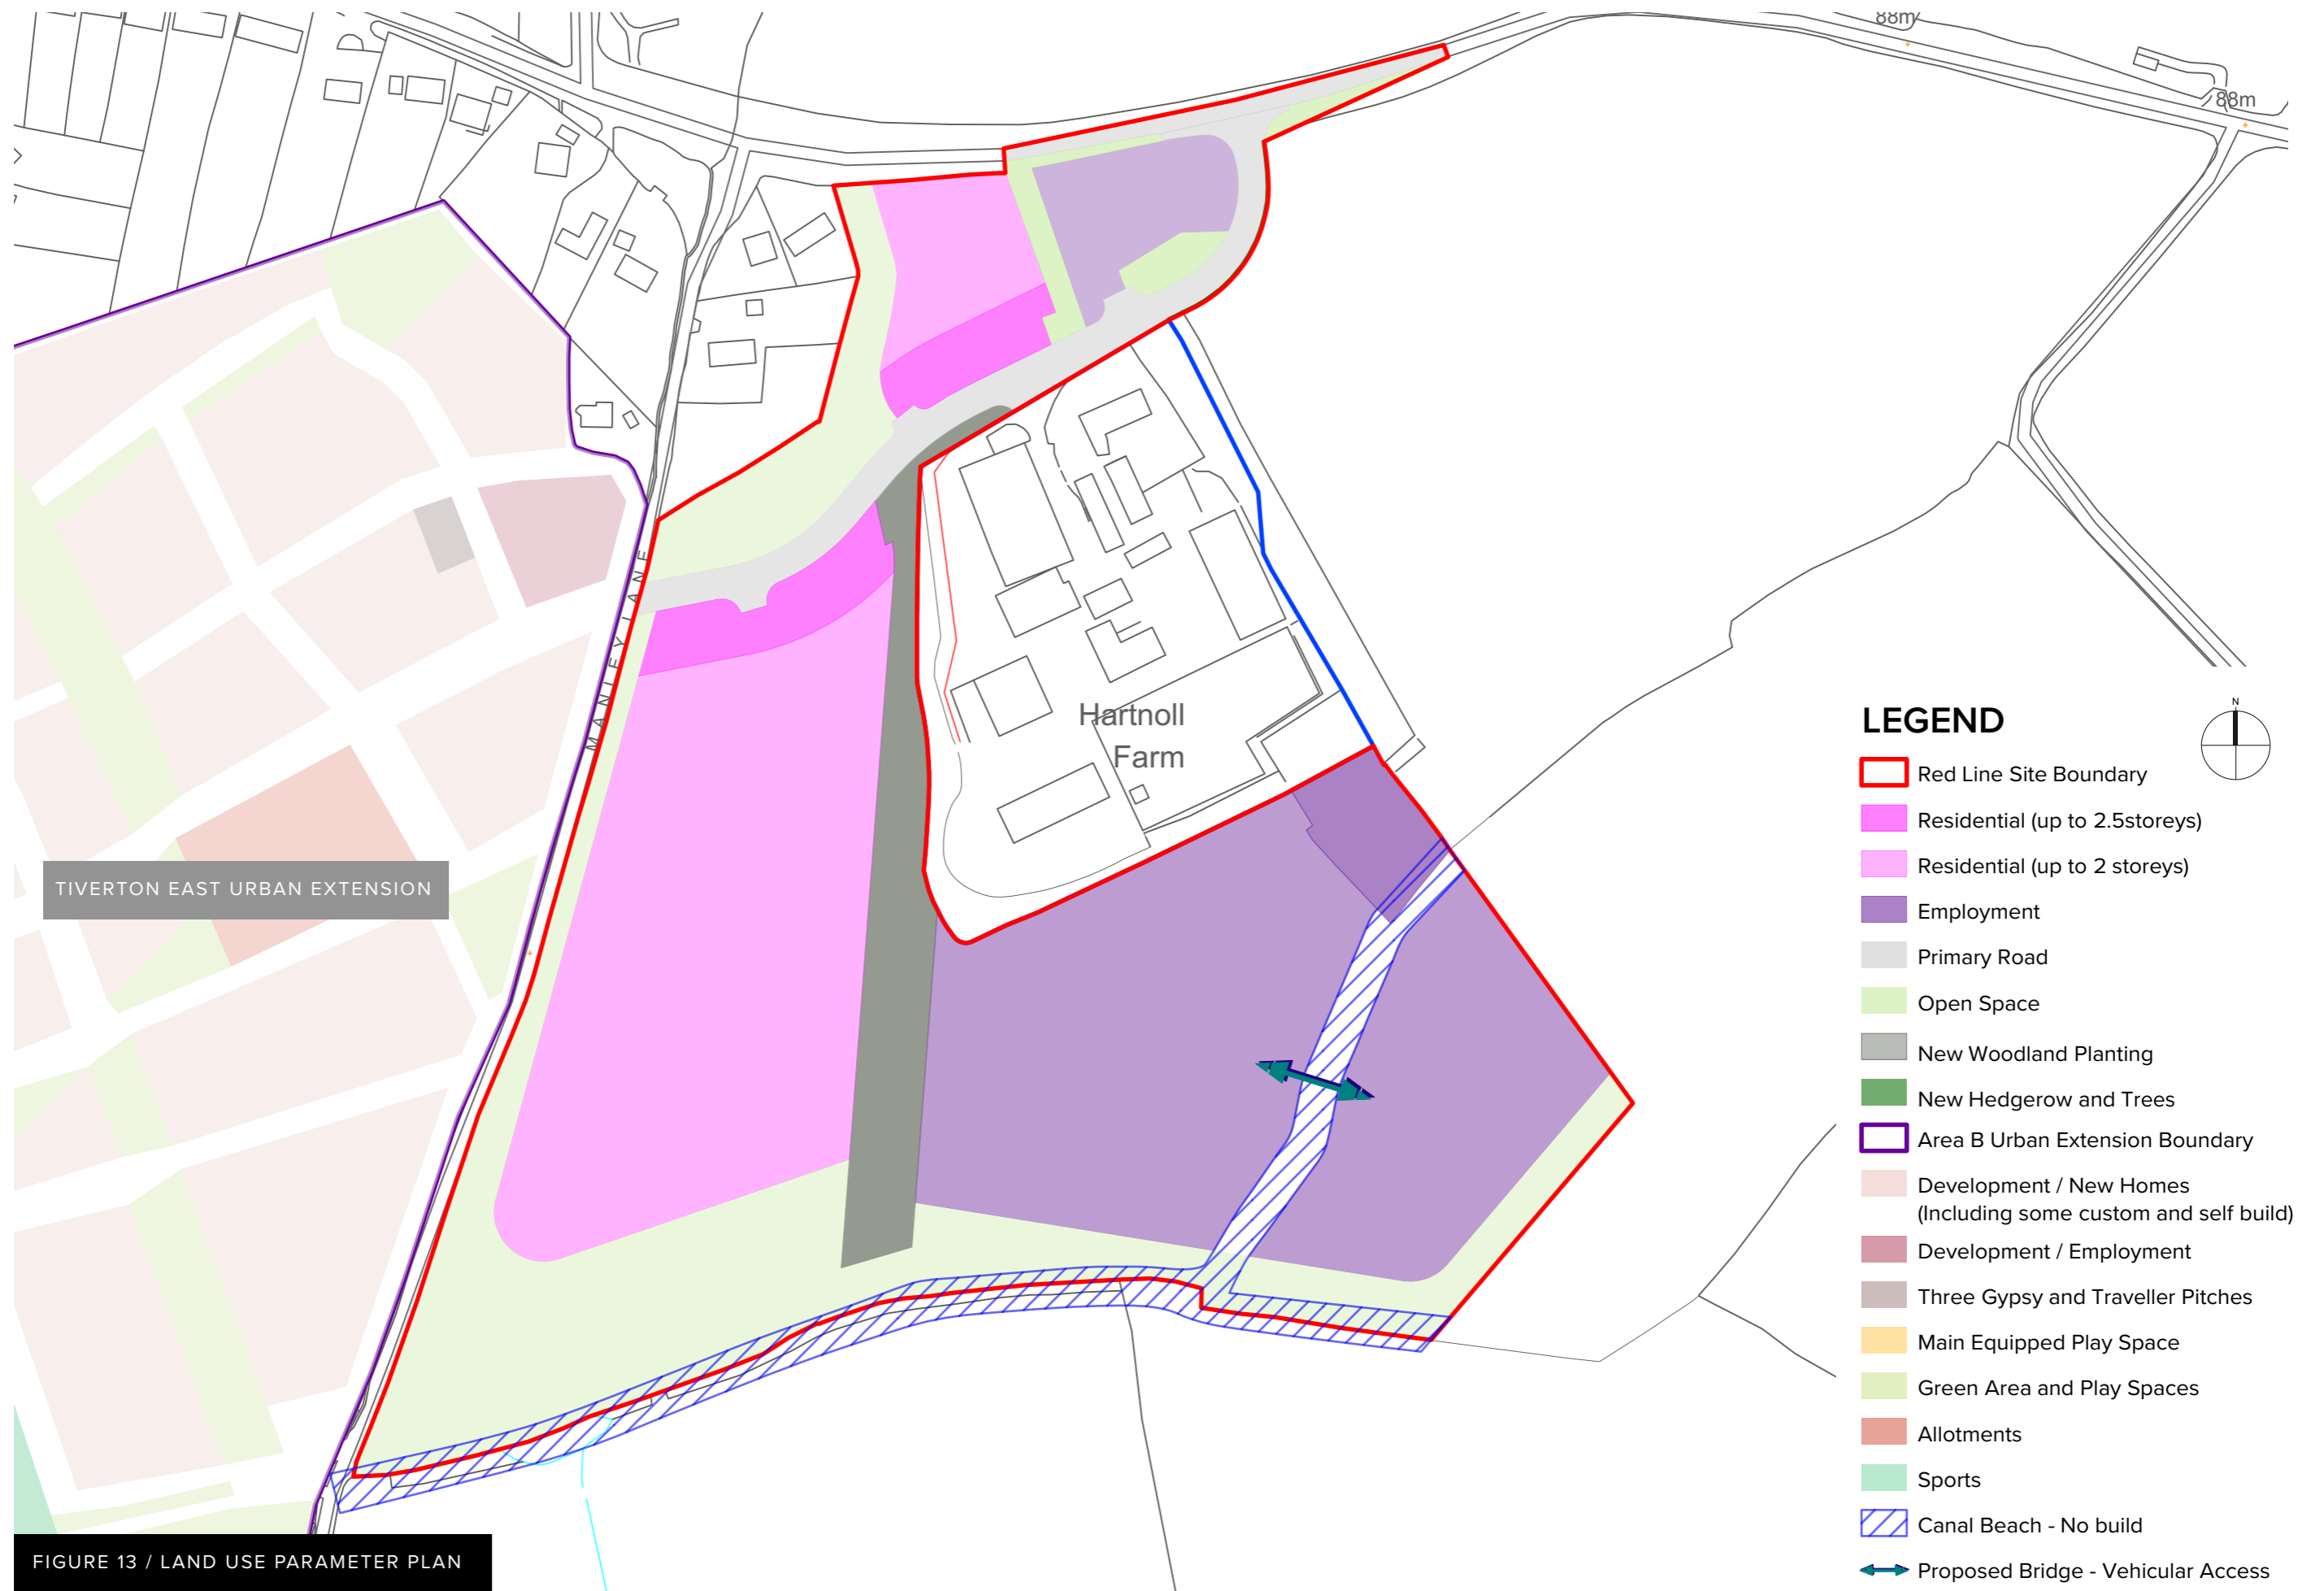 88m
88m
MANLEY LANE
Hartnoll
Farm
TIVERTON EAST URBAN EXTENSION
LEGEND
N
Red Line Site Boundary
Residential (up to 2.5storeys)
Residential (up to 2 storeys)
Employment
Primary Road
Open Space
New Woodland Planting
New Hedgerow and Trees
Area B Urban Extension Boundary
Development / New Homes
(Including some custom and self build)
Development / Employment
Three Gypsy and Traveller Pitches
Main Equipped Play Space
Green Area and Play Spaces
Allotments
Sports
Canal Beach - No build
Proposed Bridge - Vehicular Access
FIGURE 13 / LAND USE PARAMETER PLAN